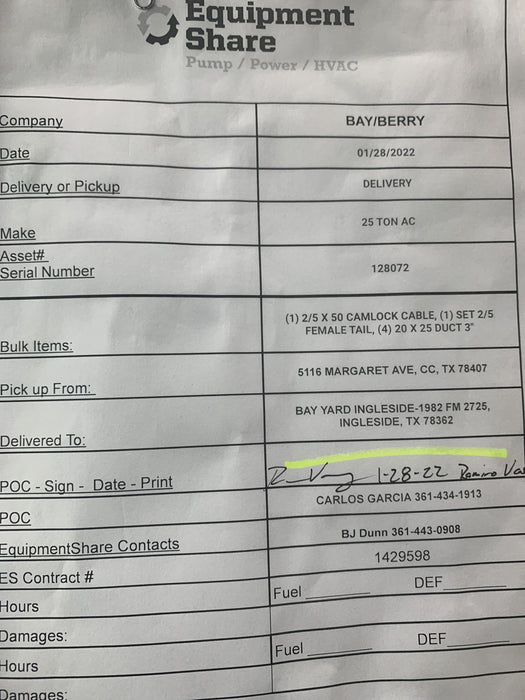 Equipment
Share
Pump / Power / HVAC
Company BAY/BERRY
Date 01/28/2022
Delivery or Pickup DELIVERY
Make 25 TON AC
Asset#
Serial Number 128072
Bulk Items: (1) 2/5 X 50 CAMLOCK CABLE, (1) SET 2/5
FEMALE TAIL, (4) 20 X 25 DUCT 3"
Pick up From: 5116 MARGARET AVE, CC, TX 78407
Delivered To: BAY YARD INGLESIDE-1982 FM 2725,
INGLESIDE, TX 78362
POC - Sign - Date - Print 1-28-22 Ramiro
POC CARLOS GARCIA 361-434-1913
EquipmentShare Contacts BJ Dunn 361-443-0908
ES Contract # 1429598
Hours Fuel DEF
Damages:
Hours Fuel DEF
Damages: